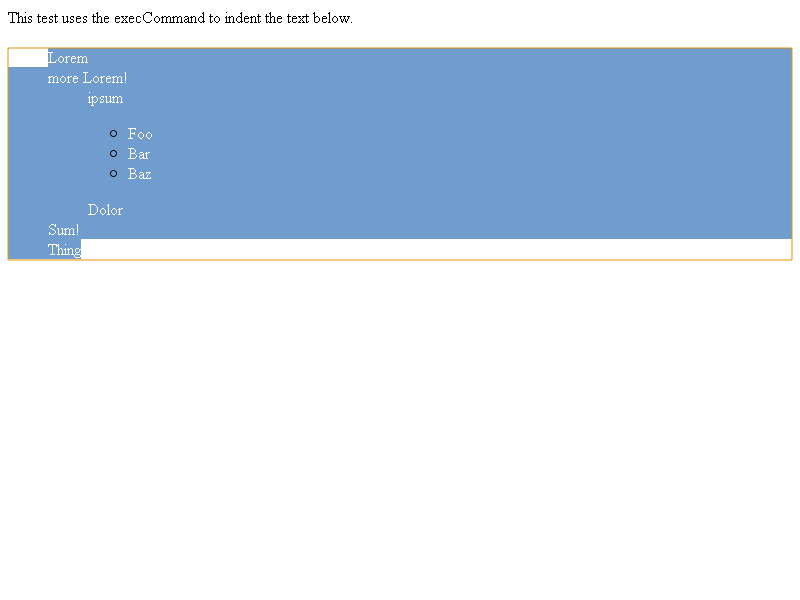 This test uses the execCommand to indent the text below.
Lorem
more Lorem!
ipsum
Foo
Bar
Baz
Dolor
Sum!
Thing